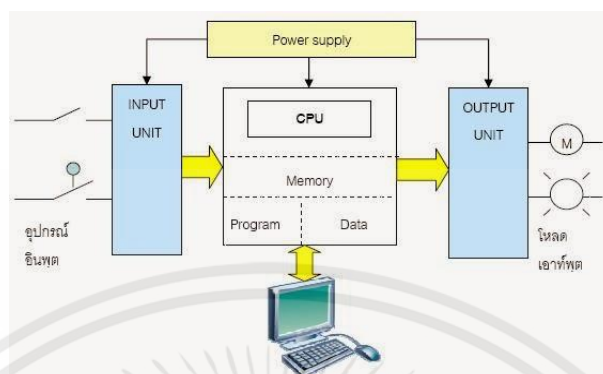 Power supply
INPUT
UNIT
CPU
Memory
Program
Data
OUTPUT
UNIT
M
อุปกรณ์
อินพุต
โหลด
เอาท์พุต